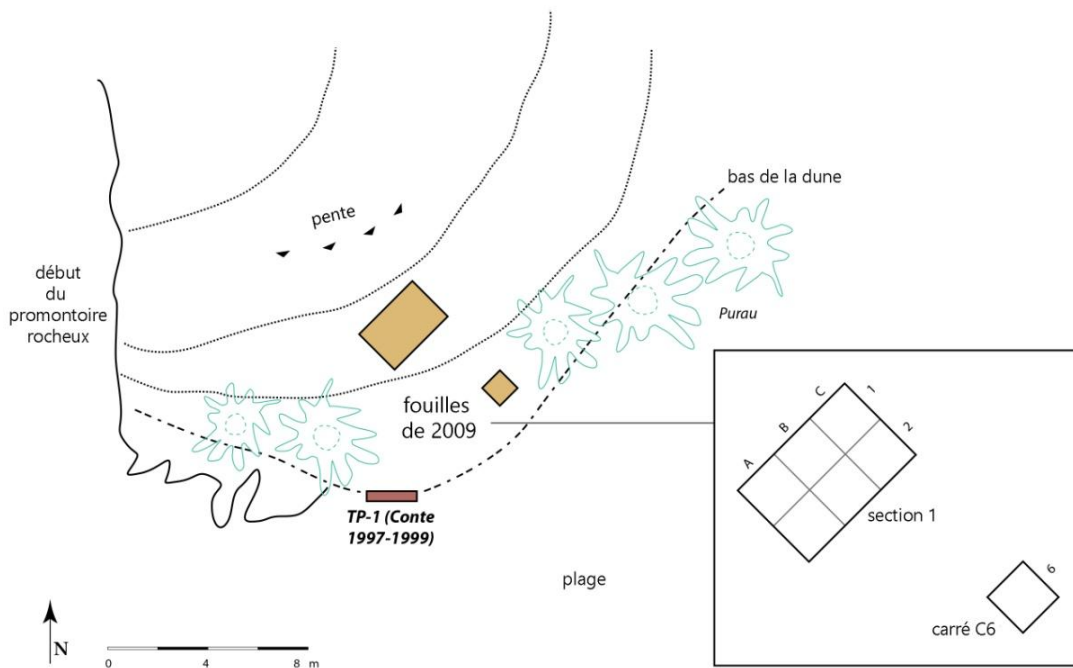 bas de la dune
pente
début
du
promontoire
rocheux
Purau
fouilles
de 2009
TP-1 (Conte
1997-1999)
plage
A
B
C
1
2
section 1
6
carré C6
N
0
4
8 m